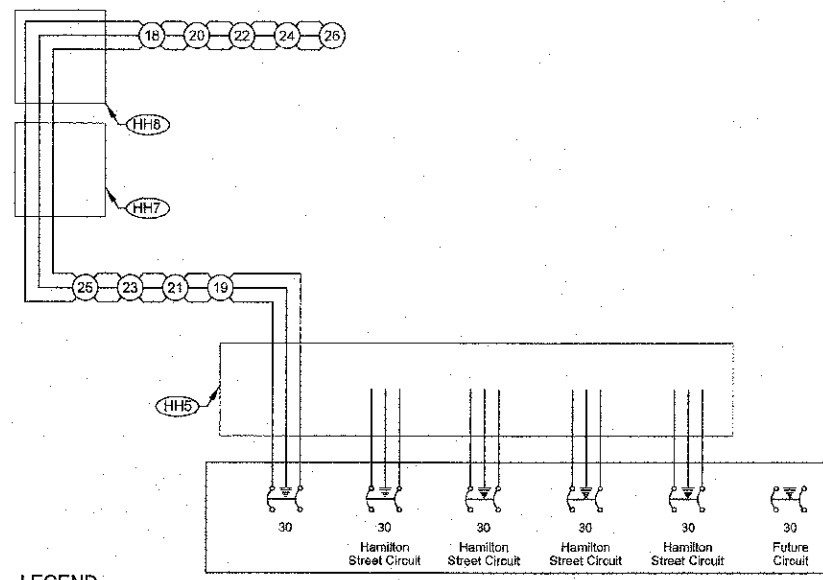 18 20 22 24 26
HH8
HH7
25 23 21 19
HH5
30 30 30 30 30 30
Hamilton Street Circuit
Hamilton Street Circuit
Hamilton Street Circuit
Hamilton Street Circuit
Future Circuit
LEGEND